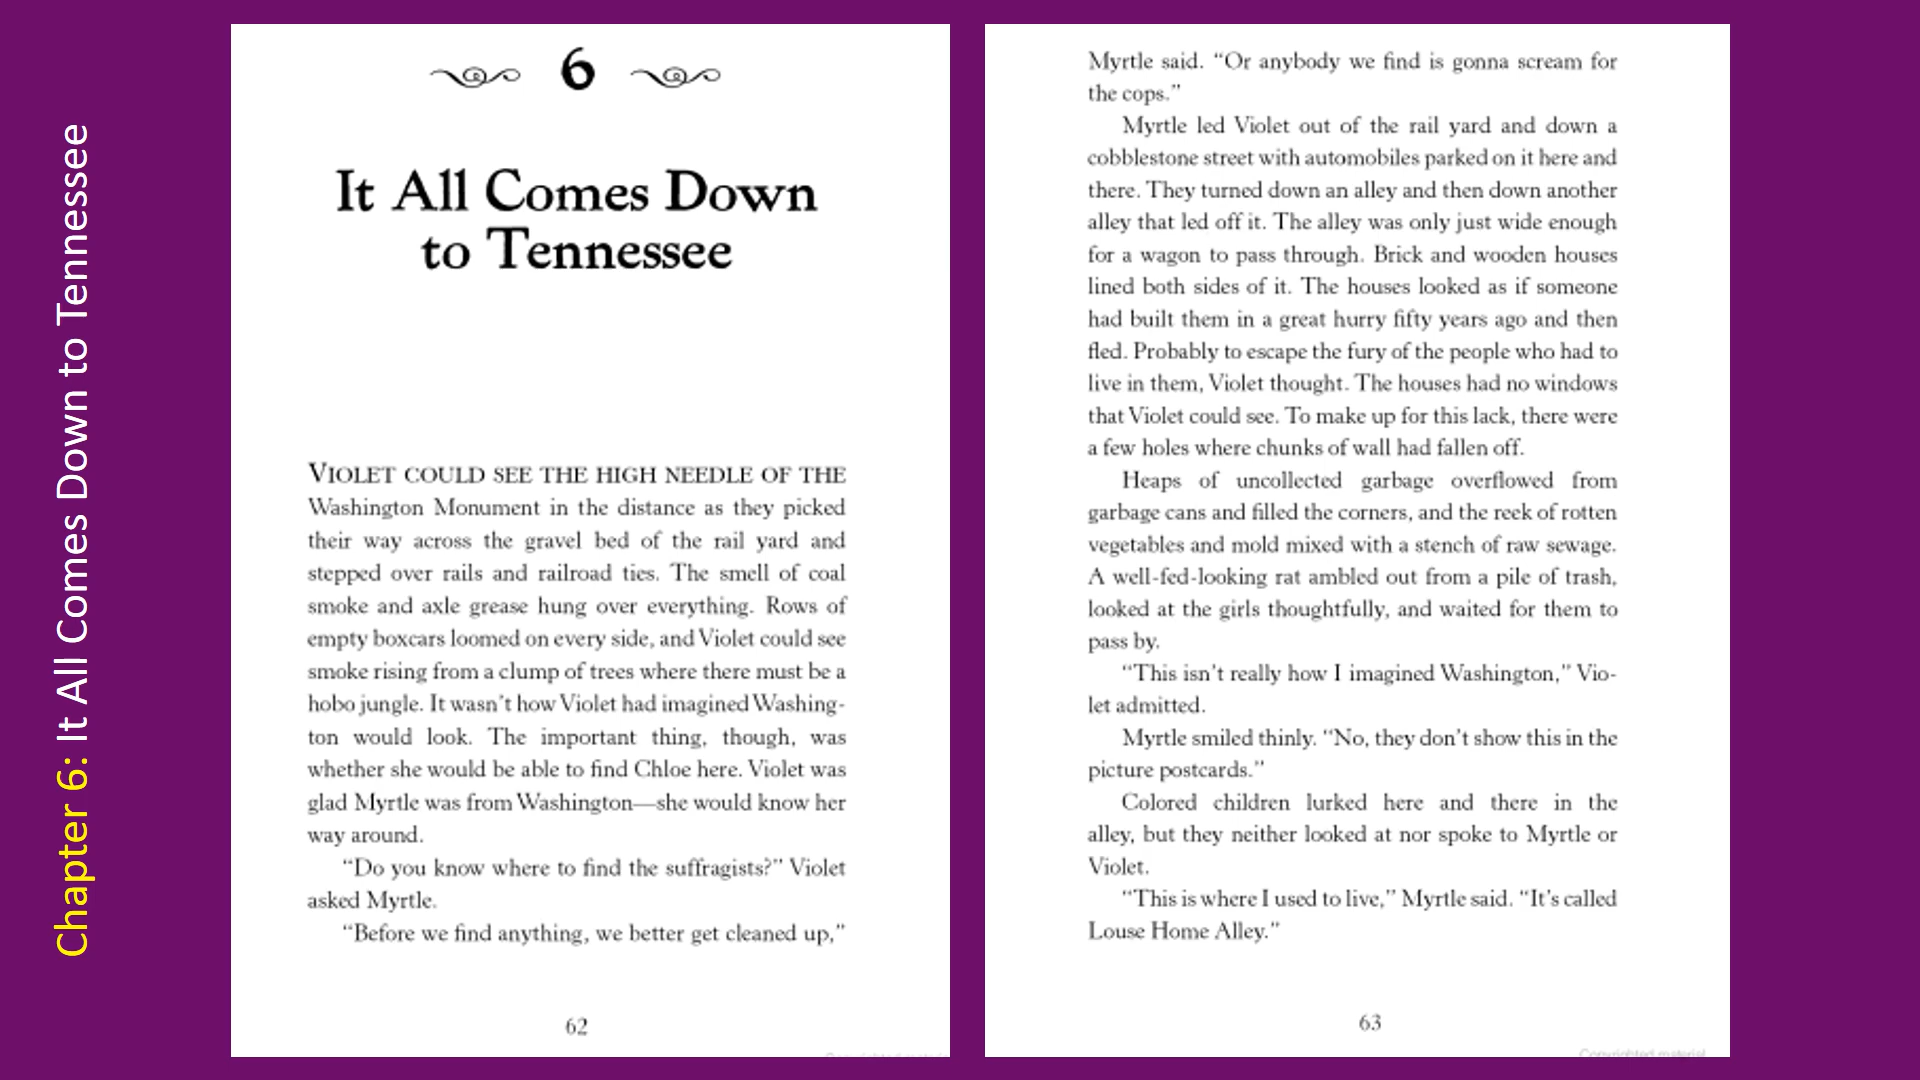 Chapter 6: It All Comes Down to Tennessee
6
It All Comes Down
to Tennessee
VIOLET COULD SEE THE HIGH NEEDLE OF THE
Washington Monument in the distance as they picked
their way across the gravel bed of the rail yard and
stepped over rails and railroad ties. The smell of coal
smoke and axle grease hung over everything. Rows of
empty boxcars loomed on every side, and Violet could see
smoke rising from a clump of trees where there must be a
hobo jungle. It wasn't how Violet had imagined Washing-
ton would look. The important thing, though, was
whether she would be able to find Chloe here. Violet was
glad Myrtle was from Washington—she would know her
way around.
“Do you know where to find the suffragists?” Violet
asked Myrtle.
“Before we find anything, we better get cleaned up,”
62
Myrtle said. “Or anybody we find is gonna scream for
the cops.”
Myrtle led Violet out of the rail yard and down a
cobblestone street with automobiles parked on it here and
there. They turned down an alley and then down another
alley that led off it. The alley was only just wide enough
for a wagon to pass through. Brick and wooden houses
lined both sides of it. The houses looked as if someone
had built them in a great hurry fifty years ago and then
fled. Probably to escape the fury of the people who had to
live in them, Violet thought. The houses had no windows
that Violet could see. To make up for this lack, there were
a few holes where chunks of wall had fallen off.
Heaps of uncollected garbage overflowed from
garbage cans and filled the corners, and the reek of rotten
vegetables and mold mixed with a stench of raw sewage.
A well-fed-looking rat ambled out from a pile of trash,
looked at the girls thoughtfully, and waited for them to
pass by.
“This isn't really how I imagined Washington,” Vio-
let admitted.
Myrtle smiled thinly. “No, they don't show this in the
picture postcards.”
Colored children lurked here and there in the
alley, but they neither looked at nor spoke to Myrtle or
Violet.
“This is where I used to live,” Myrtle said. “It's called
Louse Home Alley.”
63
Copyrighted material